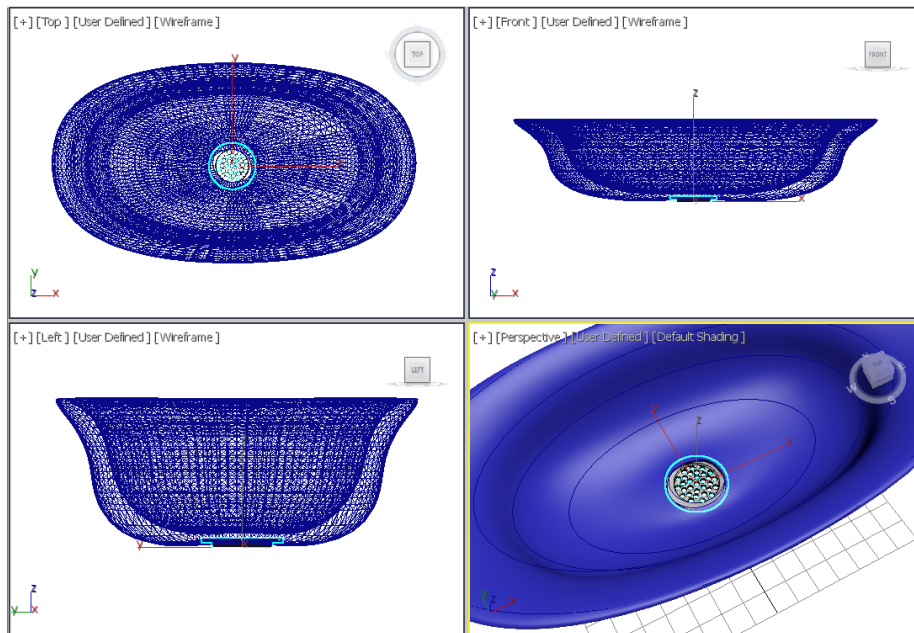 [+] [Top] [User Defined] [Wireframe]
TOP
y
x
y
z x
[+] [Front] [User Defined] [Wireframe]
FRONT
z
x
z
y x
[+] [Left] [User Defined] [Wireframe]
LEFT
y
x
z
y x
[+] [Perspective] [User Defined] [Default Shading]
TOP
W
S
y
z
x
z
y x